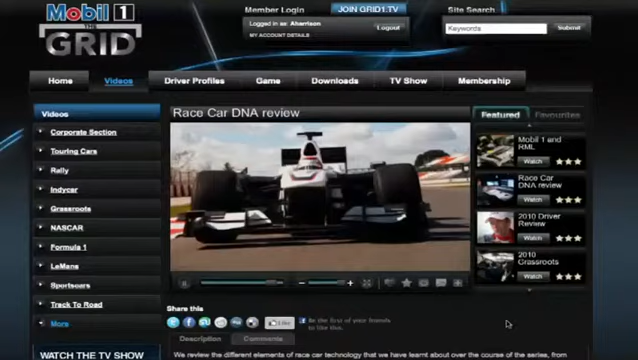 Mobil 1
THE
GRID
Member Login
JOIN GRID1.TV
Site Search
Logged in as: Aharrison
Logout
MY ACCOUNT DETAILS
Keywords
Submit
Home
Videos
Driver Profiles
Game
Downloads
TV Show
Membership
Videos
Corporate Section
Touring Cars
Rally
Indycar
Grassroots
NASCAR
Formula 1
LeMans
Sportscars
Track To Road
More
WATCH THE TV SHOW
Race Car DNA review
Share this
Like
Be the first of your friends
to like this.
Description
Comments
We review the different elements of race car technology that we have learnt about over the course of the series, from
Featured
Favourites
Mobil 1 and
RML
Watch
Race Car
DNA review
Watch
2010 Driver
Review
Watch
2010
Grassroots
Watch